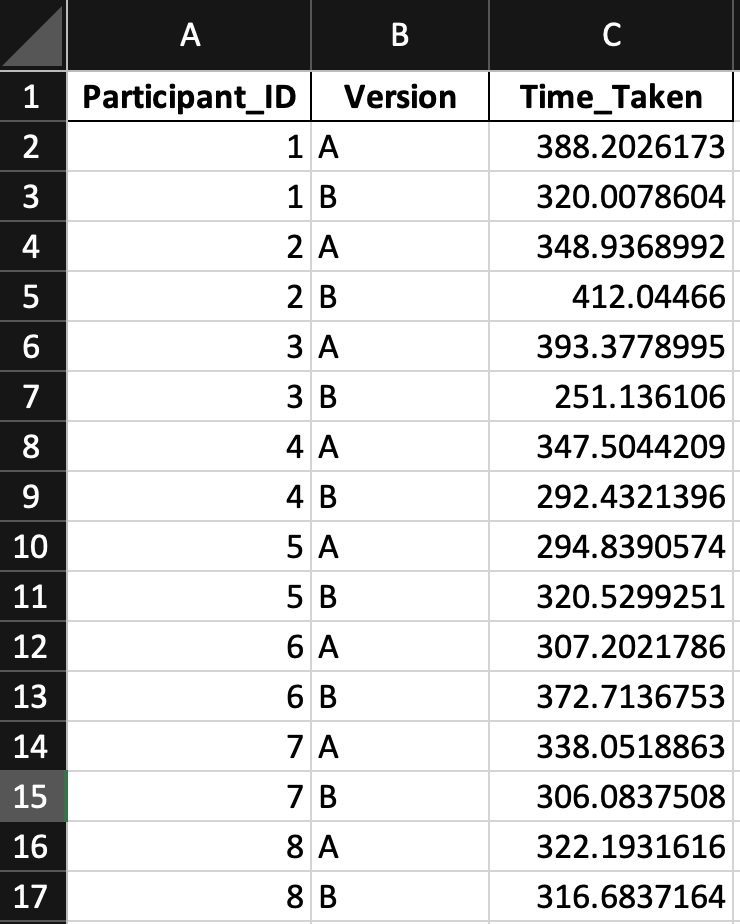 A B C
1 Participant_ID Version Time_Taken
2 1 A 388.2026173
3 1 B 320.0078604
4 2 A 348.9368992
5 2 B 412.04466
6 3 A 393.3778995
7 3 B 251.136106
8 4 A 347.5044209
9 4 B 292.4321396
10 5 A 294.8390574
11 5 B 320.5299251
12 6 A 307.2021786
13 6 B 372.7136753
14 7 A 338.0518863
15 7 B 306.0837508
16 8 A 322.1931616
17 8 B 316.6837164